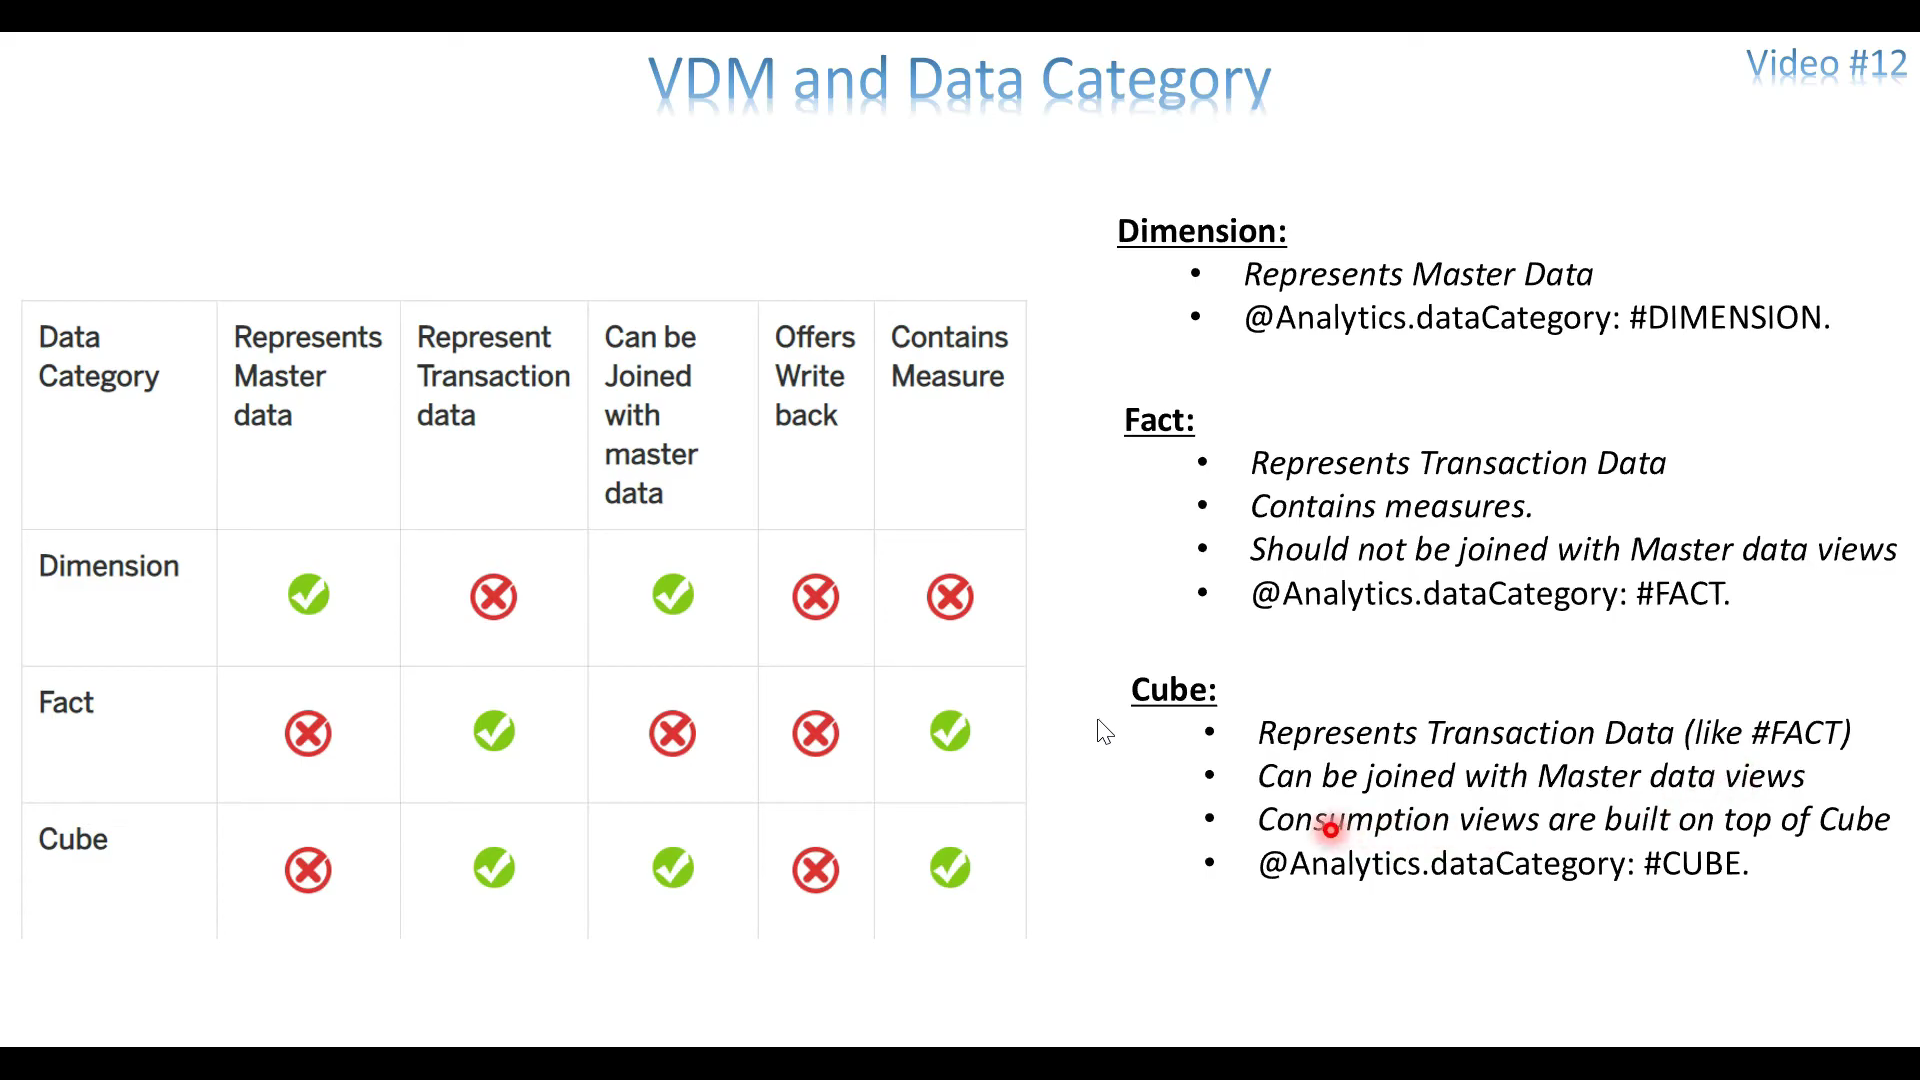 VDM and Data Category
Video #12
Data Category
Represents Master data
Represent Transaction data
Can be Joined with master data
Offers Write back
Contains Measure
Dimension
Fact
Cube
Dimension:
• Represents Master Data
• @Analytics.dataCategory: #DIMENSION.
Fact:
• Represents Transaction Data
• Contains measures.
• Should not be joined with Master data views
• @Analytics.dataCategory: #FACT.
Cube:
• Represents Transaction Data (like #FACT)
• Can be joined with Master data views
• Consumption views are built on top of Cube
• @Analytics.dataCategory: #CUBE.